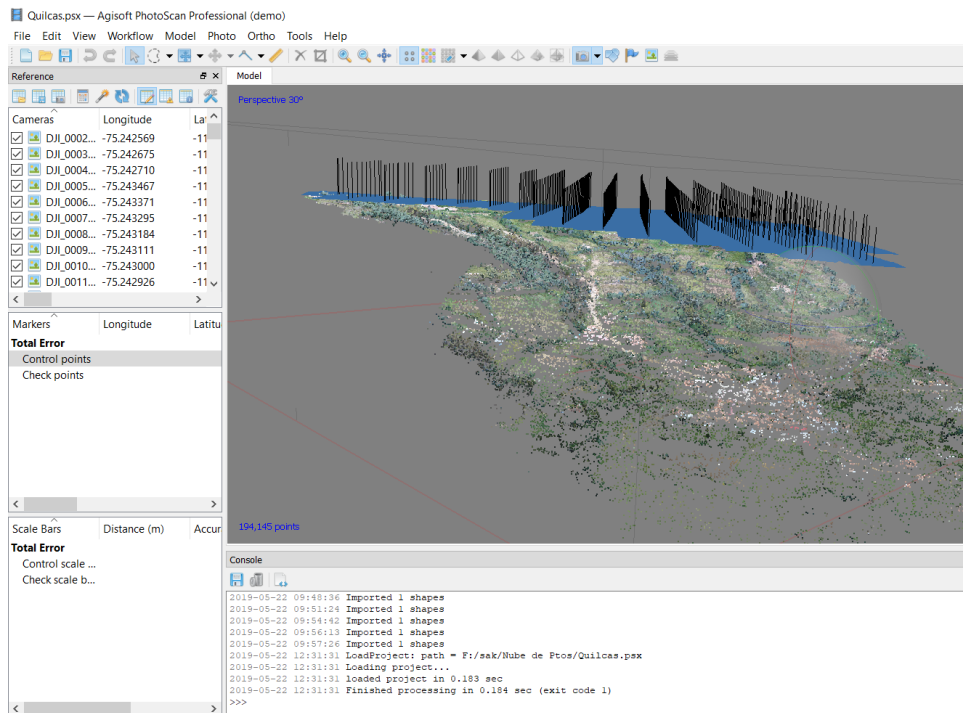 Quilcas.psx — Agisoft PhotoScan Professional (demo)
File Edit View Workflow Model Photo Ortho Tools Help
Reference
Model
Cameras Longitude
DJI_0002... -75.242569 -11
DJI_0003... -75.242675 -11
DJI_0004... -75.242710 -11
DJI_0005... -75.243467 -11
DJI_0006... -75.243371 -11
DJI_0007... -75.243295 -11
DJI_0008... -75.243184 -11
DJI_0009... -75.243111 -11
DJI_0010... -75.243000 -11
DJI_0011... -75.242926 -11
Markers Longitude Latitu
Total Error
Control points
Check points
Scale Bars Distance (m) Accur
Total Error
Control scale ...
Check scale b...
Perspective 30°
194,145 points
Console
2019-05-22 09:48:36 Imported 1 shapes
2019-05-22 09:51:24 Imported 1 shapes
2019-05-22 09:54:42 Imported 1 shapes
2019-05-22 09:56:13 Imported 1 shapes
2019-05-22 09:57:26 Imported 1 shapes
2019-05-22 12:31:31 LoadProject: path = F:/sak/Nube de Ptos/Quilcas.psx
2019-05-22 12:31:31 Loading project...
2019-05-22 12:31:31 loaded project in 0.183 sec
2019-05-22 12:31:31 Finished processing in 0.184 sec (exit code 1)
>>>